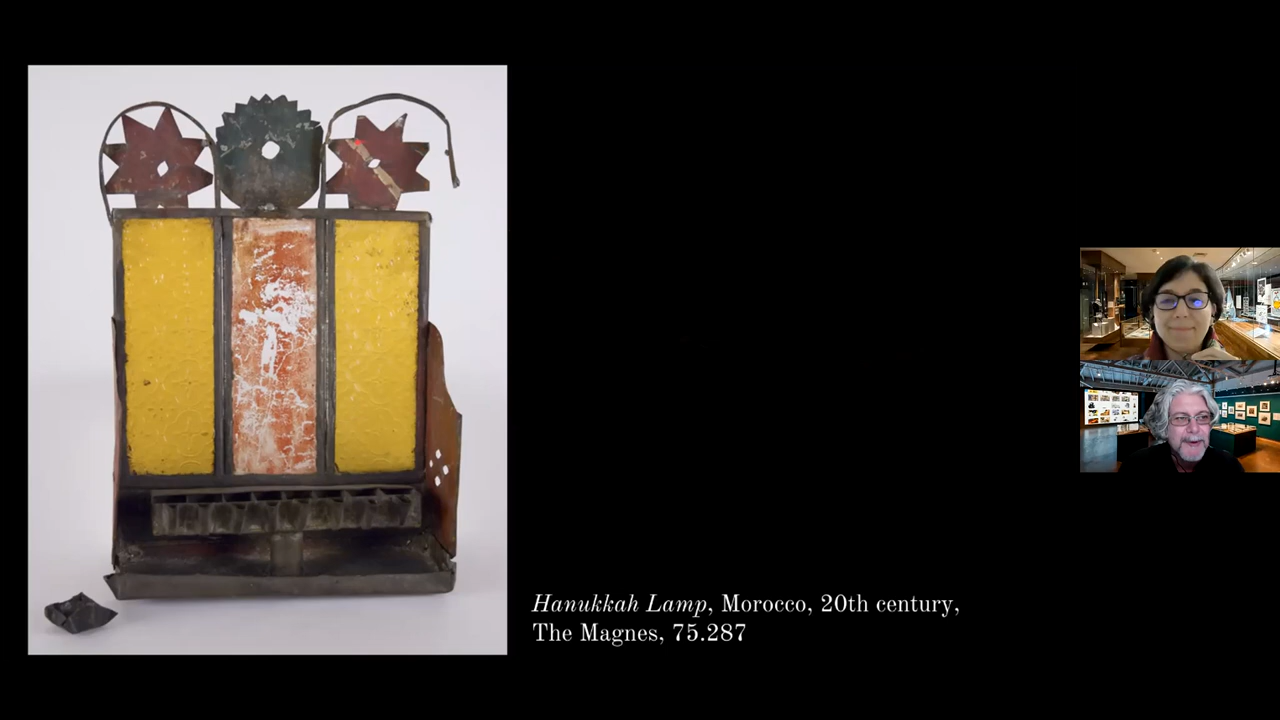 Hanukkah Lamp, Morocco, 20th century,
The Magnes, 75.287